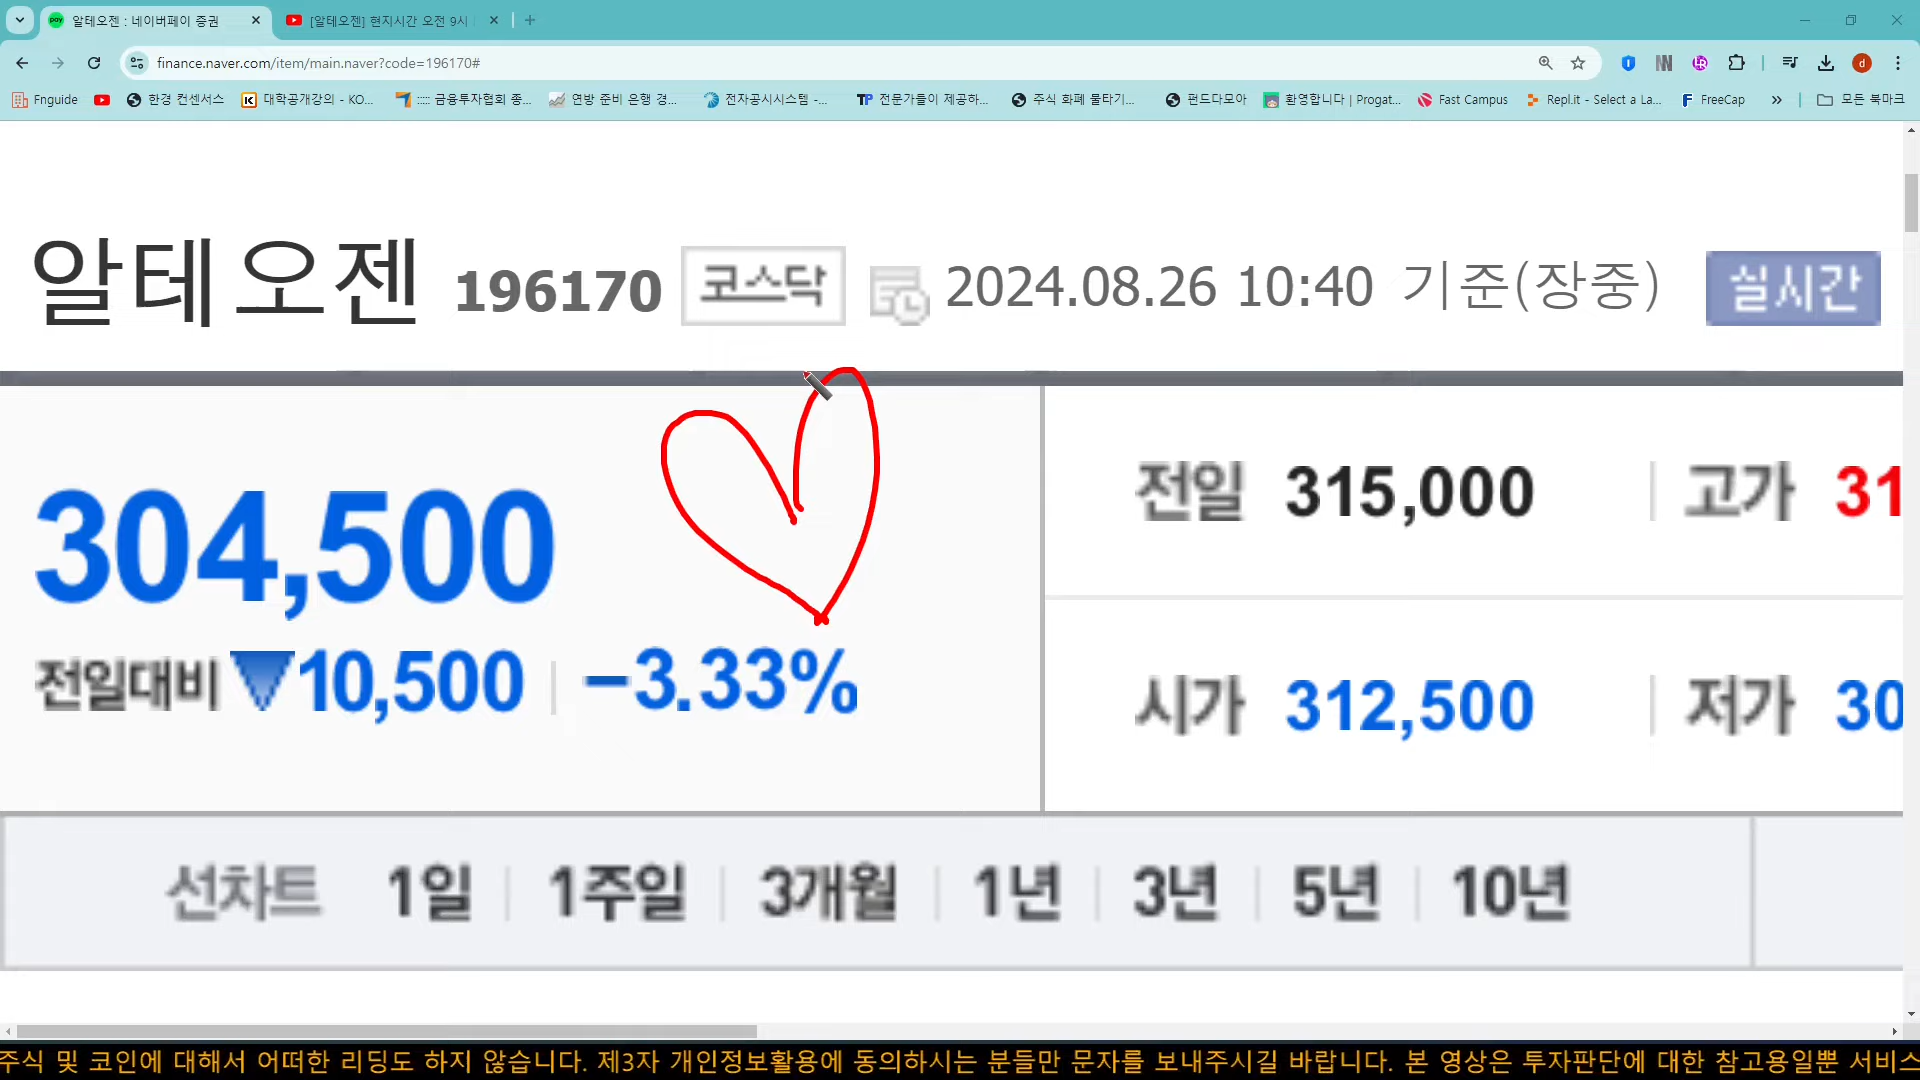 알테오젠 : 네이버페이 증권
[알테오젠] 현지시간 오전 9시
finance.naver.com/item/main.naver?code=196170#
Fnguide 한경 컨센서스 대학공개강의 - KO... ::::: 금융투자협회 종... 연방 준비 은행 경... 전자공시시스템 -... 전문가들이 제공하... 주식 화폐 물타기... 펀드다모아 환영합니다 | Progat... Fast Campus Repl.it - Select a La... FreeCap » 모든 북마크
알테오젠 196170 코스닥 2024.08.26 10:40 기준(장중) 실시간
304,500
전일대비 ▼10,500 −3.33%
전일 315,000 고가 31
시가 312,500 저가 30
선차트 1일 1주일 3개월 1년 3년 5년 10년
주식 및 코인에 대해서 어떠한 리딩도 하지 않습니다. 제3자 개인정보활용에 동의하시는 분들만 문자를 보내주시길 바랍니다. 본 영상은 투자판단에 대한 참고용일뿐 서비스